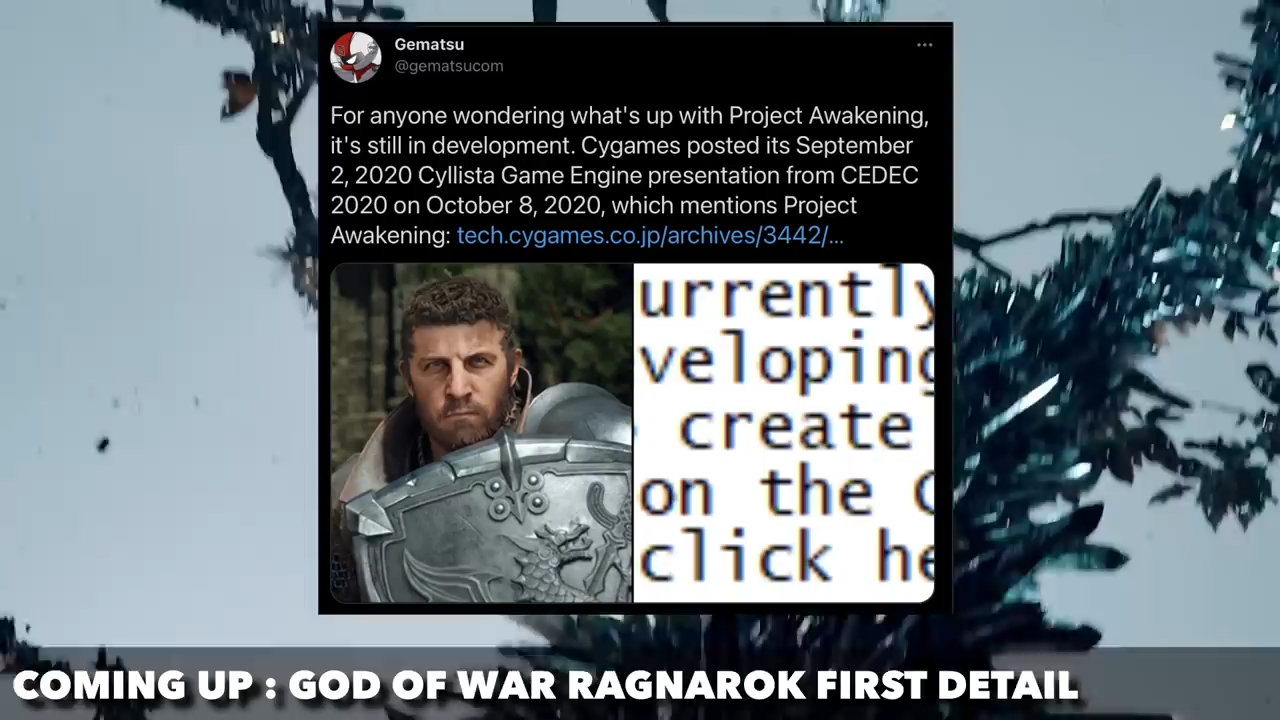 Gematsu
@gematsucom
For anyone wondering what's up with Project Awakening,
it's still in development. Cygames posted its September
2, 2020 Cyllista Game Engine presentation from CEDEC
2020 on October 8, 2020, which mentions Project
Awakening: tech.cygames.co.jp/archives/3442/...
urrently
veloping
create
on the C
click he
COMING UP : GOD OF WAR RAGNAROK FIRST DETAIL